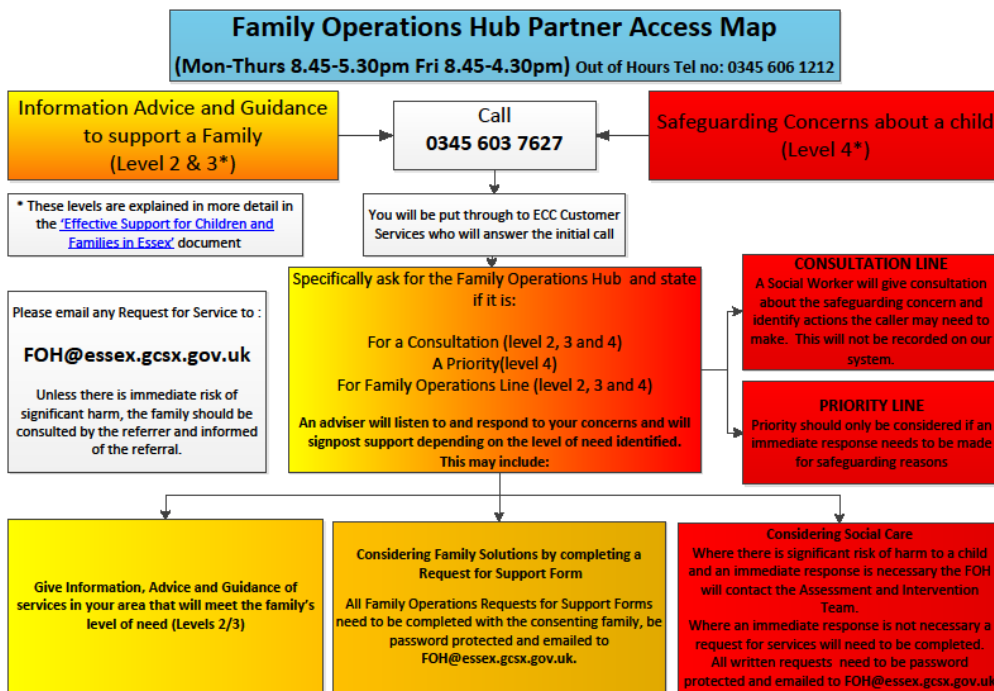 Family Operations Hub Partner Access Map
(Mon-Thurs 8.45-5.30pm Fri 8.45-4.30pm) Out of Hours Tel no: 0345 606 1212
Information Advice and Guidance
to support a Family
(Level 2 & 3*)
Call
0345 603 7627
Safeguarding Concerns about a child
(Level 4*)
* These levels are explained in more detail in
the ‘Effective Support for Children and
Families in Essex’ document
You will be put through to ECC Customer
Services who will answer the initial call
Please email any Request for Service to :
FOH@essex.gcsx.gov.uk
Unless there is immediate risk of
significant harm, the family should be
consulted by the referrer and informed
of the referral.
Specifically ask for the Family Operations Hub and state
if it is:
For a Consultation (level 2, 3 and 4)
A Priority(level 4)
For Family Operations Line (level 2, 3 and 4)
An adviser will listen to and respond to your concerns and will
signpost support depending on the level of need identified.
This may include:
CONSULTATION LINE
A Social Worker will give consultation
about the safeguarding concern and
identify actions the caller may need to
make. This will not be recorded on our
system.
PRIORITY LINE
Priority should only be considered if an
immediate response needs to be made
for safeguarding reasons
Give Information, Advice and Guidance of
services in your area that will meet the family’s
level of need (Levels 2/3)
Considering Family Solutions by completing a
Request for Support Form
All Family Operations Requests for Support Forms
need to be completed with the consenting family, be
password protected and emailed to
FOH@essex.gcsx.gov.uk.
Considering Social Care
Where there is significant risk of harm to a child
and an immediate response is necessary the FOH
will contact the Assessment and Intervention
Team.
Where an immediate response is not necessary a
request for services will need to be completed.
All written requests need to be password
protected and emailed to FOH@essex.gcsx.gov.uk